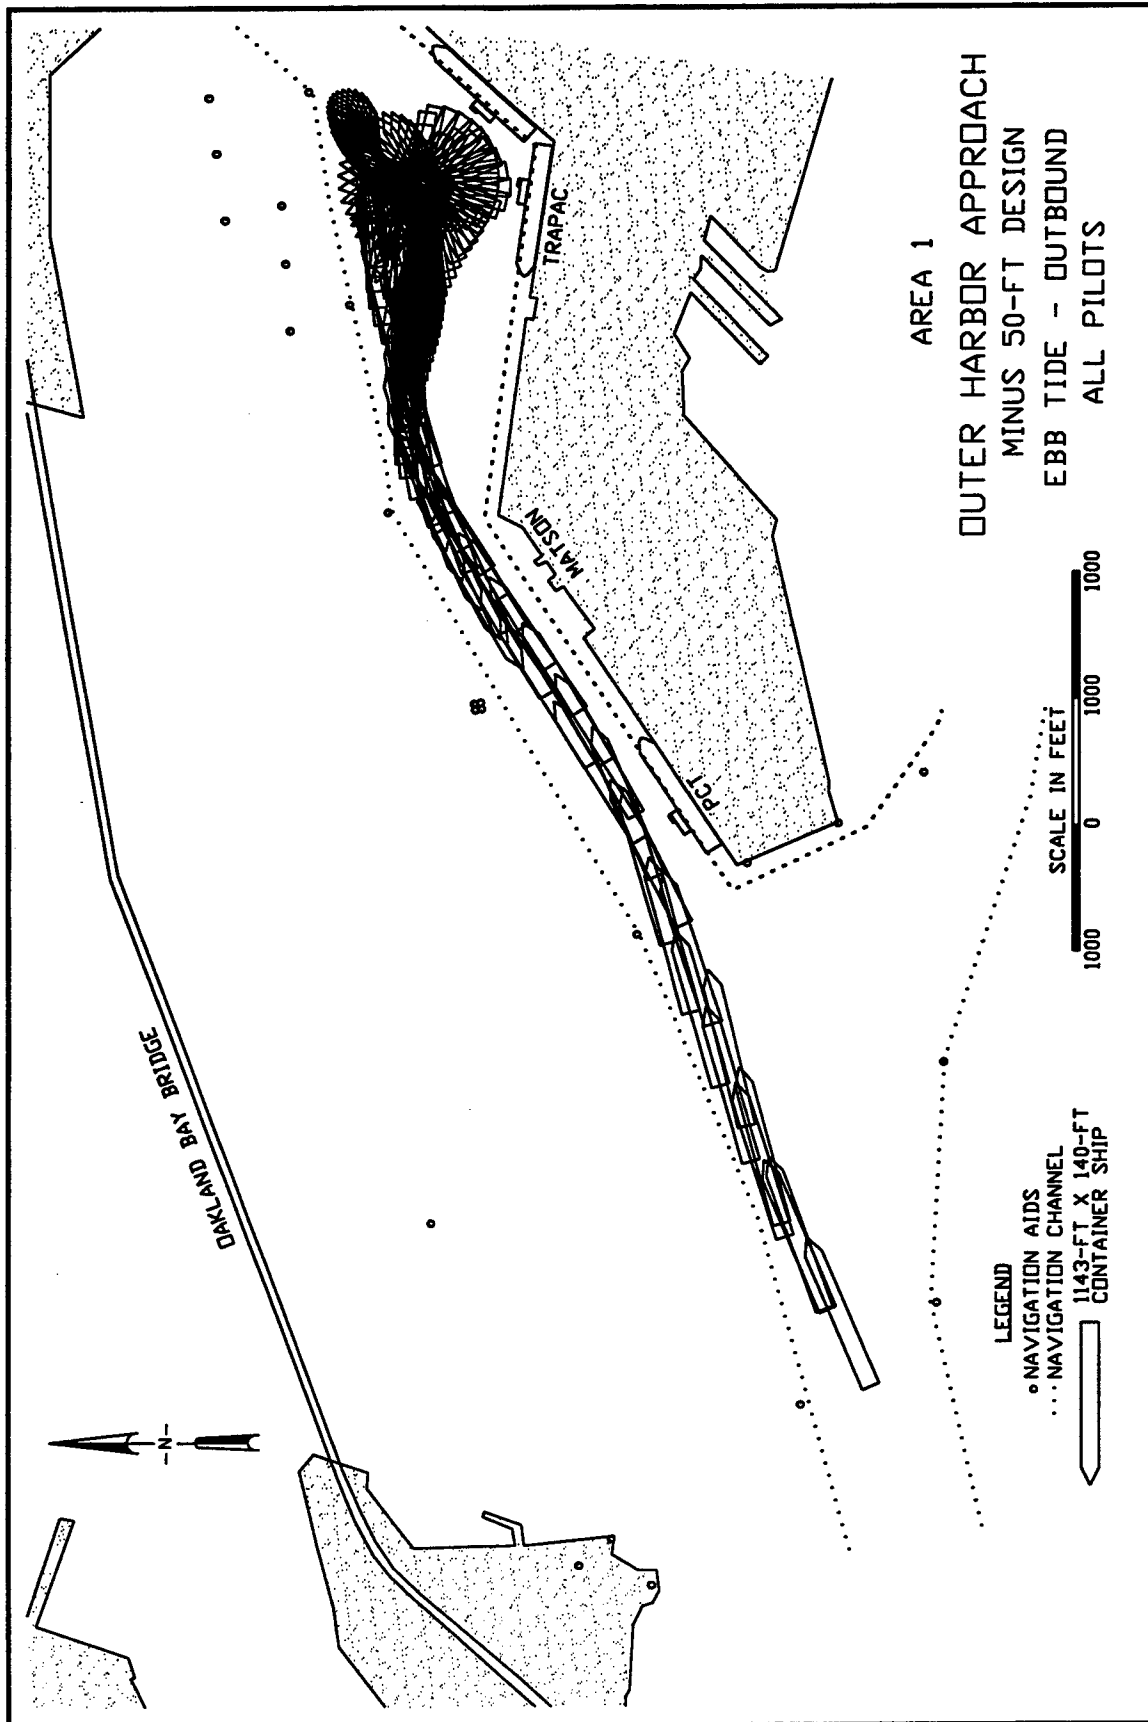 AREA 1
OUTER HARBOR APPROACH
MINUS 50-FT DESIGN
EBB TIDE - OUTBOUND
ALL PILOTS
OAKLAND BAY BRIDGE
-N-
TRAPAC
MATSON
PCT
SCALE IN FEET
1000 0 1000 1000
LEGEND
NAVIGATION AIDS
NAVIGATION CHANNEL
1143-FT X 140-FT
CONTAINER SHIP